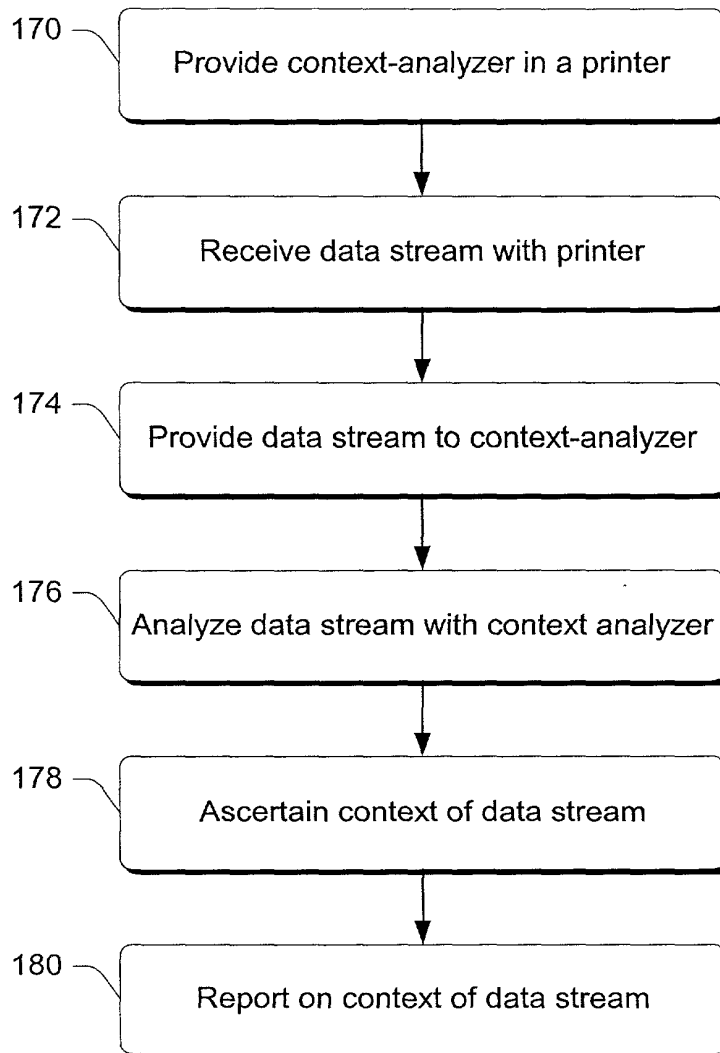 170
Provide context-analyzer in a printer
172
Receive data stream with printer
174
Provide data stream to context-analyzer
176
Analyze data stream with context analyzer
178
Ascertain context of data stream
180
Report on context of data stream